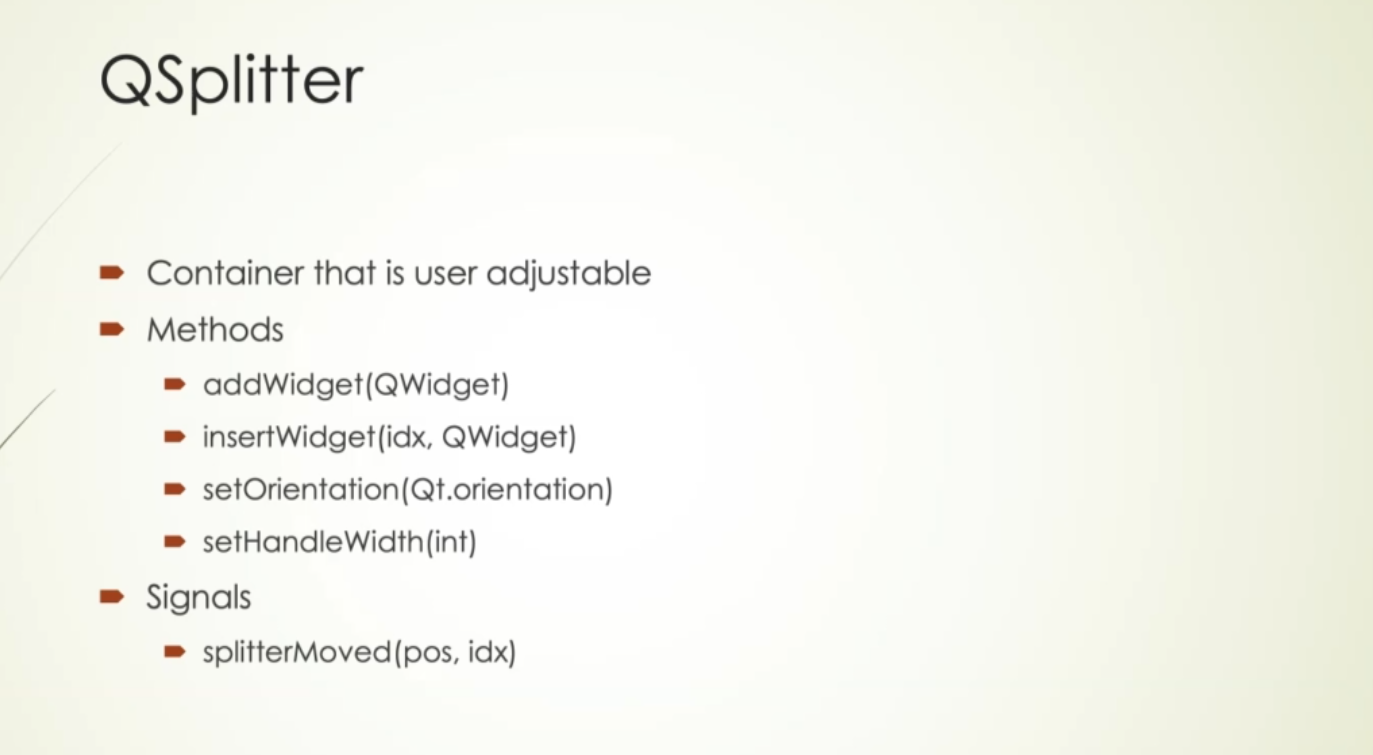 QSplitter
Container that is user adjustable
Methods
addWidget(QWidget)
insertWidget(idx, QWidget)
setOrientation(Qt.orientation)
setHandleWidth(int)
Signals
splitterMoved(pos, idx)